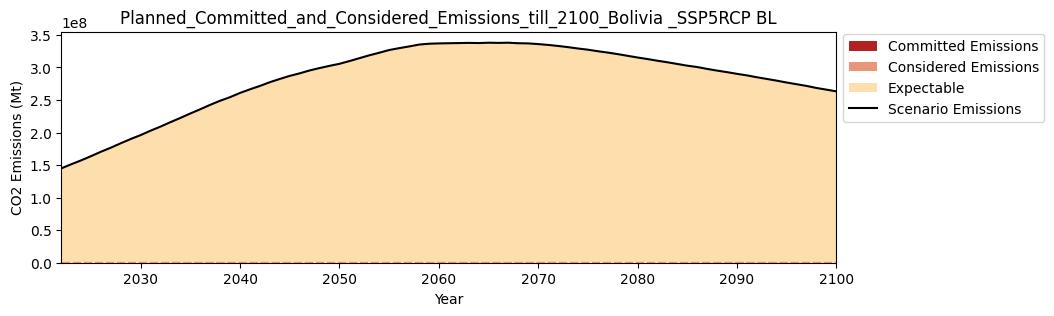 Planned_Committed_and_Considered_Emissions_till_2100_Bolivia _SSP5RCP BL
1e8
3.5
3.0
2.5
2.0
1.5
1.0
0.5
0.0
CO2 Emissions (Mt)
2030 2040 2050 2060 2070 2080 2090 2100
Year
Committed Emissions
Considered Emissions
Expectable
Scenario Emissions